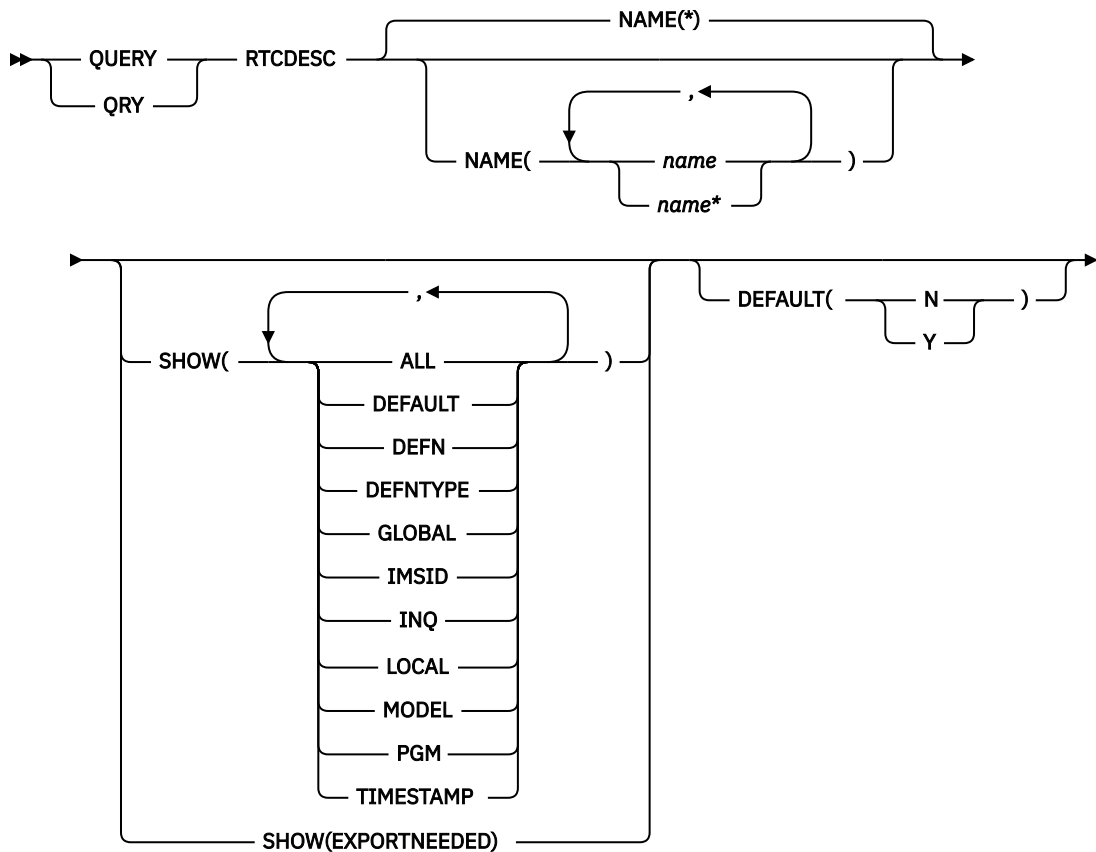 NAME(*)
QUERY RTCDESC
QRY
,
NAME( name )
name*
,
DEFAULT( N )
Y
SHOW( ALL )
DEFAULT
DEFN
DEFNTYPE
GLOBAL
IMSID
INQ
LOCAL
MODEL
PGM
TIMESTAMP
SHOW(EXPORTNEEDED)